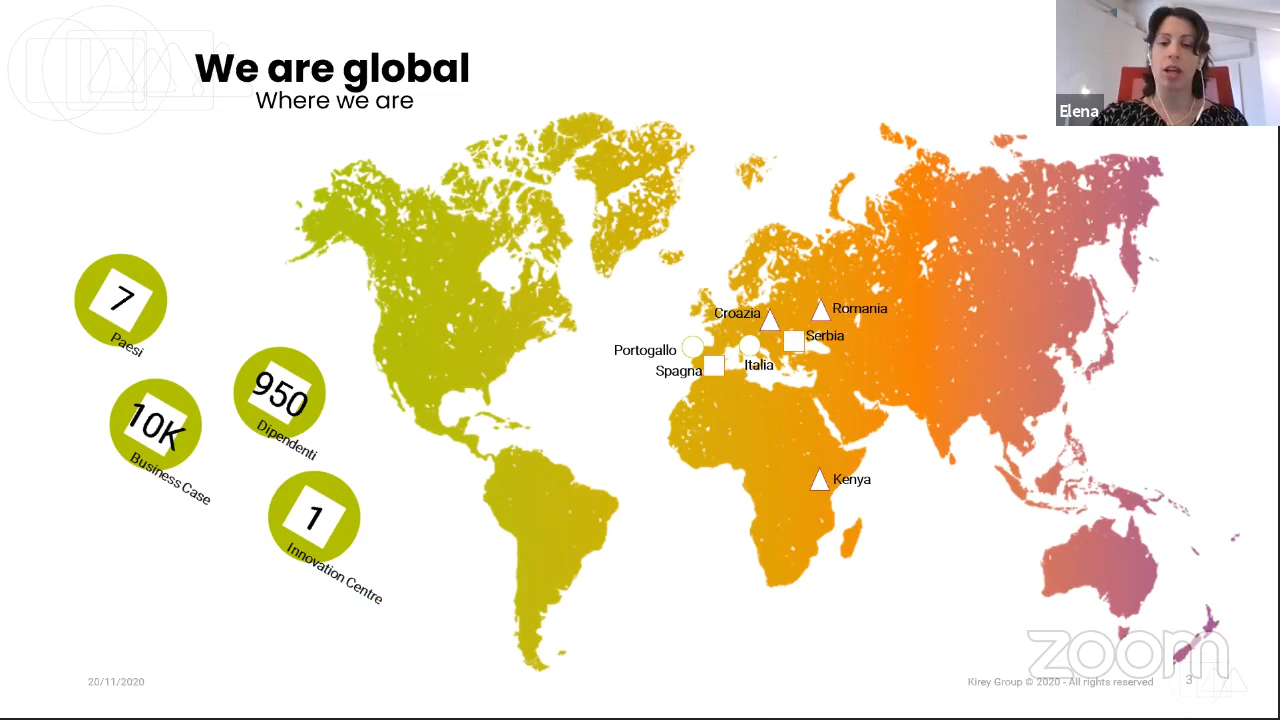 We are global
Where we are
Elena
7
Paesi
950
Dipendenti
10K
Business Case
1
Innovation Centre
Croazia
Romania
Serbia
Portogallo
Italia
Spagna
Kenya
zoom
20/11/2020
Kirey Group © 2020 - All rights reserved
3